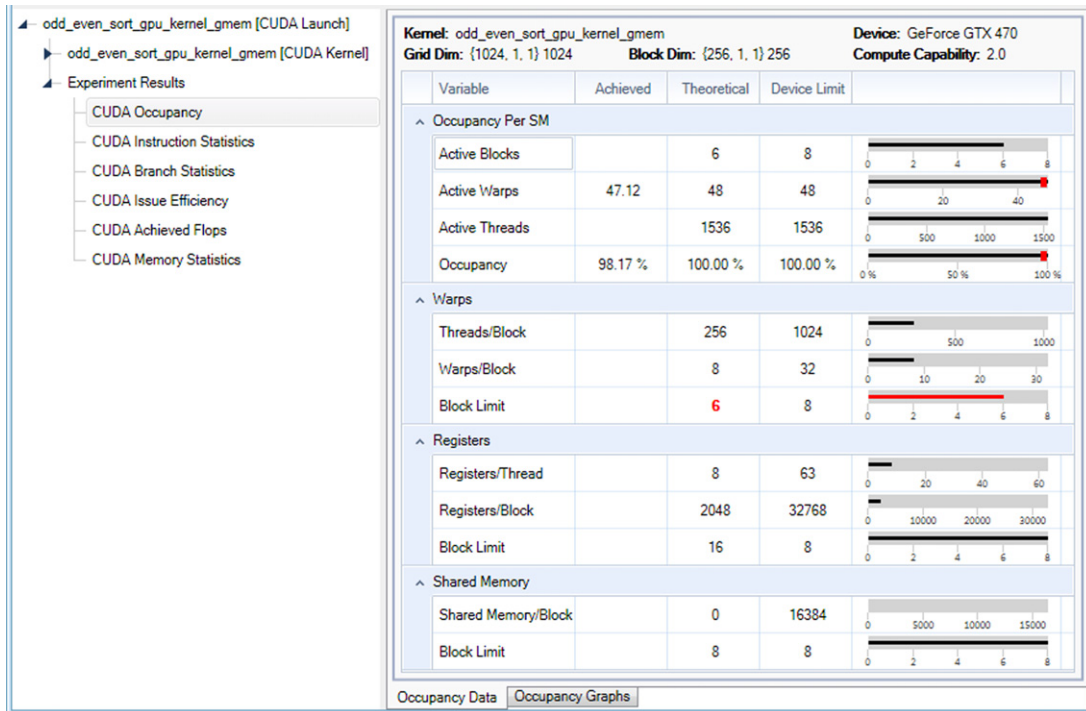 odd_even_sort_gpu_kernel_gmem [CUDA Launch]
odd_even_sort_gpu_kernel_gmem [CUDA Kernel]
Experiment Results
CUDA Occupancy
CUDA Instruction Statistics
CUDA Branch Statistics
CUDA Issue Efficiency
CUDA Achieved Flops
CUDA Memory Statistics
Kernel: odd_even_sort_gpu_kernel_gmem Device: GeForce GTX 470
Grid Dim: {1024, 1, 1} 1024 Block Dim: {256, 1, 1} 256 Compute Capability: 2.0
Variable Achieved Theoretical Device Limit
Occupancy Per SM
Active Blocks 6 8
0 2 4 6 8
Active Warps 47.12 48 48
0 20 40
Active Threads 1536 1536
0 500 1000 1500
Occupancy 98.17 % 100.00 % 100.00 %
0 % 50 % 100 %
Warps
Threads/Block 256 1024
0 500 1000
Warps/Block 8 32
0 10 20 30
Block Limit 6 8
0 2 4 6 8
Registers
Registers/Thread 8 63
0 20 40 60
Registers/Block 2048 32768
0 10000 20000 30000
Block Limit 16 8
0 2 4 6 8
Shared Memory
Shared Memory/Block 0 16384
0 5000 10000 15000
Block Limit 8 8
0 2 4 6 8
Occupancy Data Occupancy Graphs